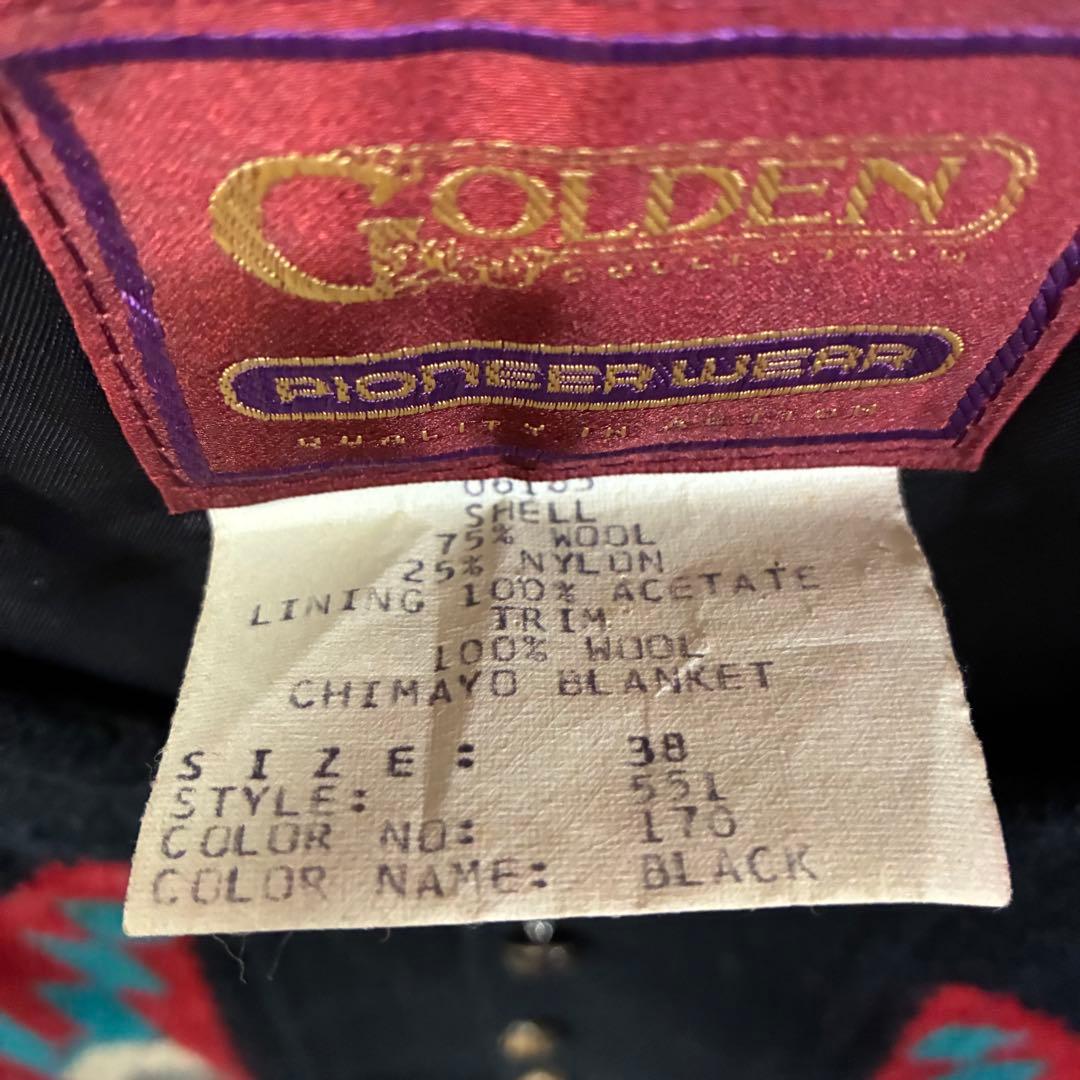 GOLDEN
COLLECTION
PIONEER WEAR
QUALITY IN ACTION
06185
SHELL
75% WOOL
25% NYLON
LINING 100% ACETATE
TRIM
100% WOOL
CHIMAYO BLANKET
SIZE: 38
STYLE: 551
COLOR NO: 170
COLOR NAME: BLACK